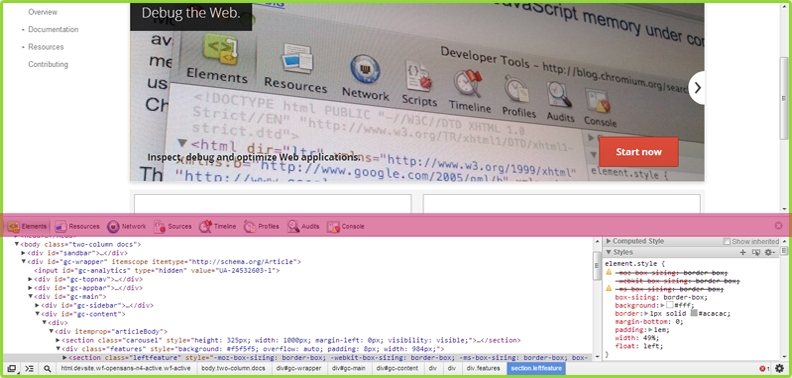 Overview
Documentation
Resources
Contributing
Debug the Web.
JavaScript memory under con
Developer Tools - http://blog.chromium.org/searc
Elements
Resources
Network
Scripts
Timeline
Profiles
Audits
Console
<!DOCTYPE html PUBLIC "-//W3C//DTD XHTML 1.0
Strict//EN" "http://www.w3.org/TR/xhtml1/DTD/xhtml1-
strict.dtd">
▼<html dir="ltr" xmlns="http://www.w3.org/1999/xhtml"
"http://www.google.com/2005/gml/b"
element.style {
Inspect, debug and optimize Web applications.
Start now
Elements Resources Network Sources Timeline Profiles Audits Console
▼<body class="two-column docs">
▶<div id="sandbar">…</div>
▼<div id="gc-wrapper" itemscope itemtype="http://schema.org/Article">
<input id="gc-analytics" type="hidden" value="UA-24532603-1">
▶<div id="gc-topnav">…</div>
▶<div id="gc-appbar">…</div>
▼<div id="gc-main">
▶<div id="gc-sidebar">…</div>
▼<div id="gc-content">
▼<div>
▼<div itemprop="articleBody">
▶<section class="carousel" style="height: 325px; width: 1000px; margin-left: 0px; visibility: visible;">…</section>
▼<div class="features" style="background: #f5f5f5; overflow: auto; padding: 8px; width: 984px;">
▶<section class="leftfeature" style="-moz-box-sizing: border-box; -webkit-box-sizing: border-box; -ms-box-sizing: border-box; box-s
▶ Computed Style Show inherited
▼ Styles
element.style {
-moz-box-sizing: border-box;
-webkit-box-sizing: border-box;
-ms-box-sizing: border-box;
box-sizing: border-box;
background:▶ #fff;
border:▶1px solid #acacac;
margin-bottom: 0;
padding:▶1em;
width: 49%;
float: left;
}
html.devsite.wf-opensans-n4-active.wf-active body.two-column.docs div#gc-wrapper div#gc-main div#gc-content div div div.features section.leftfeature 1